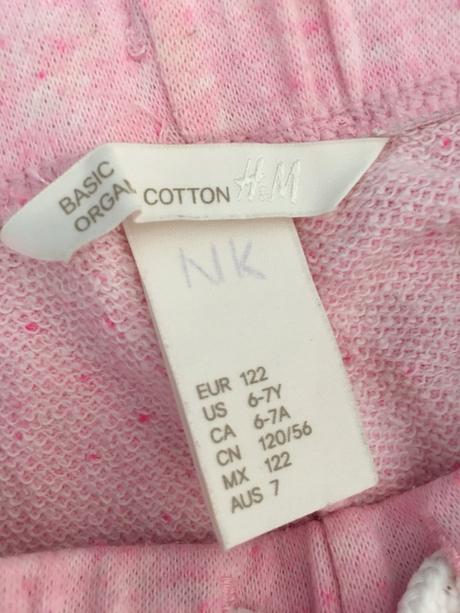 BASIC
ORGA COTTON H&M
NK
EUR 122
US 6-7Y
CA 6-7A
CN 120/56
MX 122
AUS 7